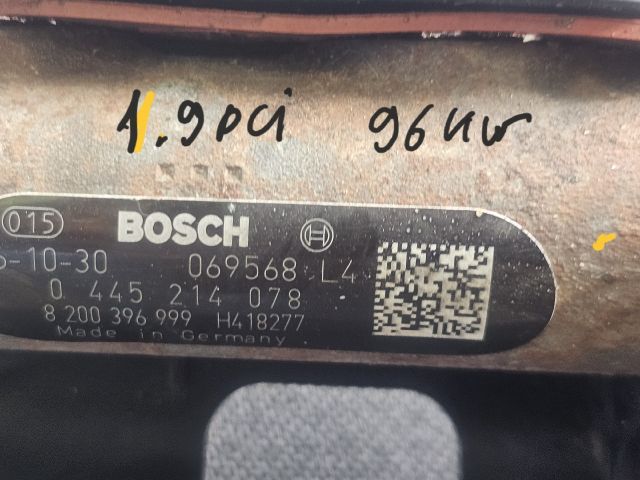 1.9DCi 96KW
015 BOSCH
6-10-30 069568 L4
0 445 214 078
8 200 396 999 H418277
Made in Germany